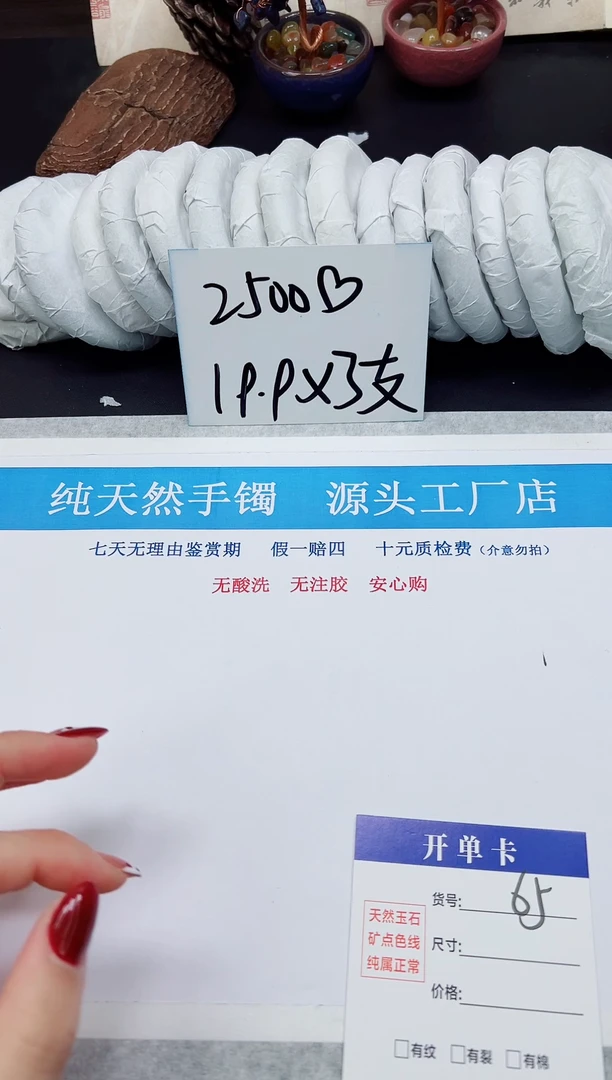 2500♡
19.9X3支
纯天然手镯 源头工厂店
七天无理由鉴赏期 假一赔四 十元质检费（介意勿拍）
无酸洗 无注胶 安心购
开单卡
货号: 65
天然玉石
矿点色线
纯属正常
尺寸:
价格:
□有纹 □有裂 □有棉